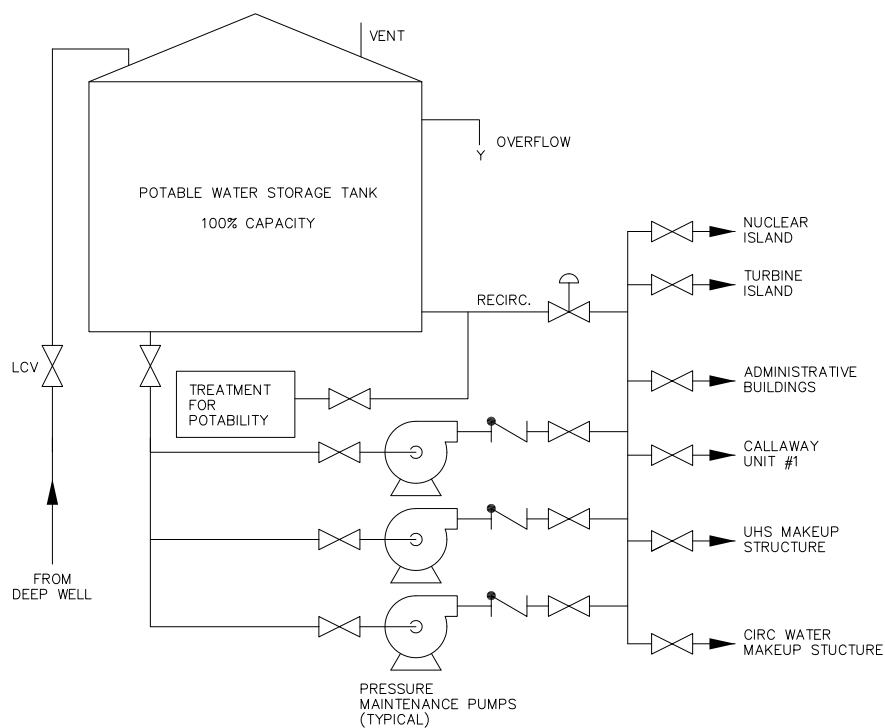 VENT
OVERFLOW
Y
POTABLE WATER STORAGE TANK
100% CAPACITY
NUCLEAR
ISLAND
TURBINE
ISLAND
RECIRC.
LCV
TREATMENT
FOR
POTABILITY
ADMINISTRATIVE
BUILDINGS
CALLAWAY
UNIT #1
UHS MAKEUP
STRUCTURE
FROM
DEEP WELL
CIRC WATER
MAKEUP STUCTURE
PRESSURE
MAINTENANCE PUMPS
(TYPICAL)